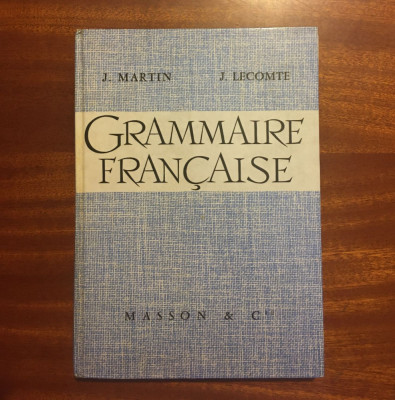 J. MARTIN J. LECOMTE
GRAMMAIRE
FRANÇAISE
MASSON & Cie